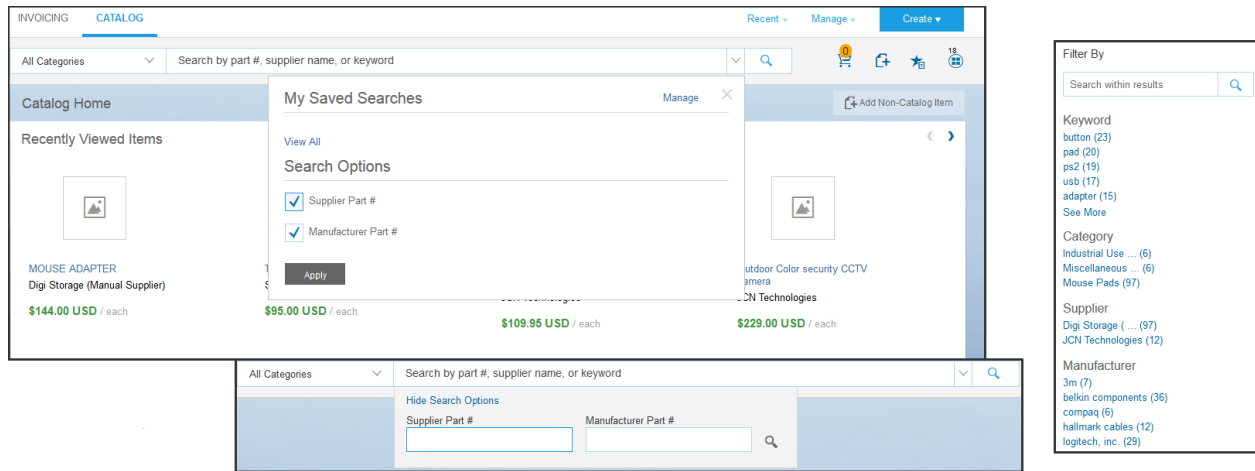 INVOICING CATALOG Recent Manage Create
All Categories Search by part #, supplier name, or keyword 0 18
Catalog Home Add Non-Catalog Item
My Saved Searches Manage
Recently Viewed Items
View All
Search Options
Supplier Part #
Manufacturer Part #
Apply
MOUSE ADAPTER
Digi Storage (Manual Supplier)
$144.00 USD / each
$95.00 USD / each
$109.95 USD / each
Color security CCTV
JCN Technologies
$229.00 USD / each
All Categories Search by part #, supplier name, or keyword
Hide Search Options
Supplier Part # Manufacturer Part #
Filter By
Search within results
Keyword
button (23)
pad (20)
ps2 (19)
usb (17)
adapter (15)
See More
Category
Industrial Use ... (6)
Miscellaneous ... (6)
Mouse Pads (97)
Supplier
Digi Storage ( ... (97)
JCN Technologies (12)
Manufacturer
3m (7)
belkin components (36)
compaq (6)
hallmark cables (12)
logitech, inc. (29)